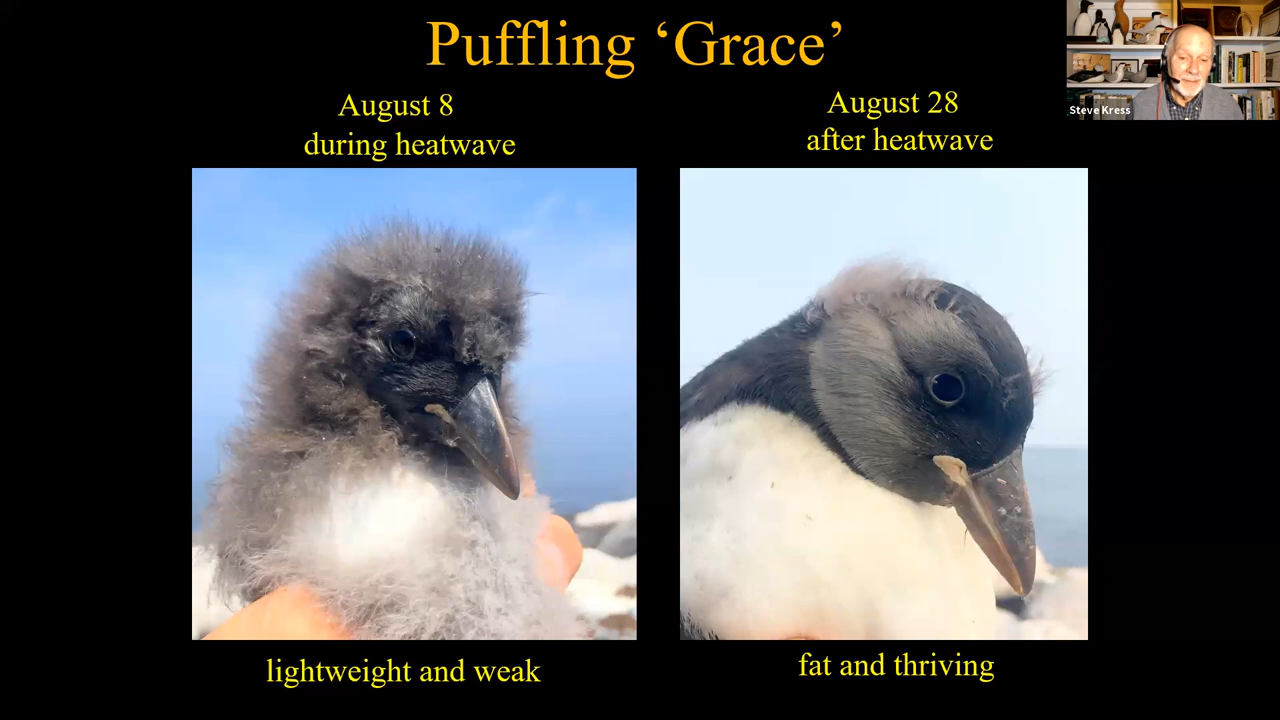 Puffling ‘Grace’
Steve Kress
August 8
during heatwave
August 28
after heatwave
lightweight and weak
fat and thriving